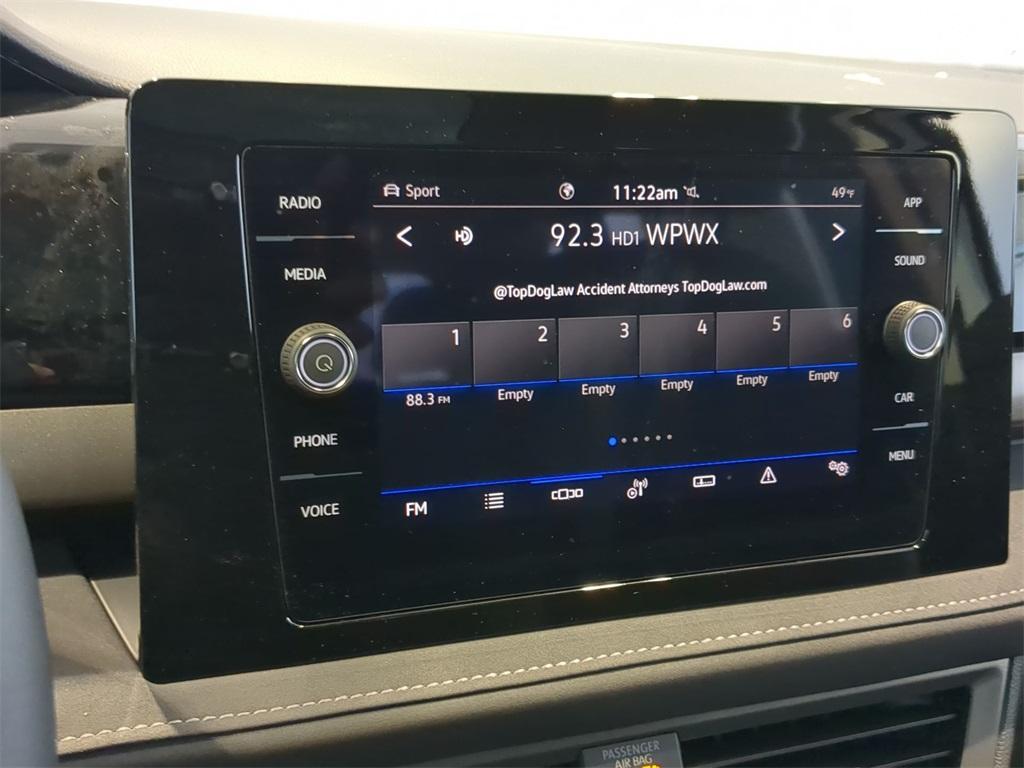 RADIO
MEDIA
PHONE
VOICE
Sport
11:22am
49°F
HD
92.3 HD1 WPWX
@TopDogLaw Accident Attorneys TopDogLaw.com
1 2 3 4 5 6
88.3 FM Empty Empty Empty Empty Empty
FM
APP
SOUND
CAR
MENU
PASSENGER
AIR BAG